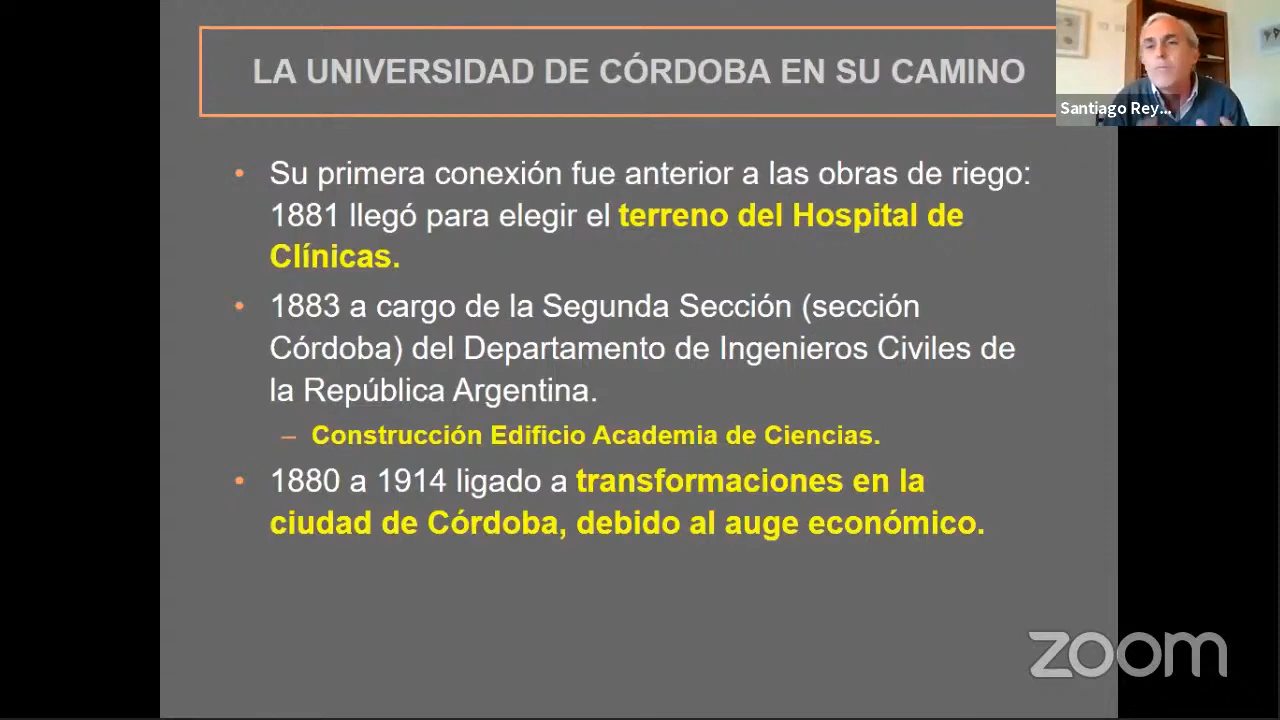 LA UNIVERSIDAD DE CÓRDOBA EN SU CAMINO
Santiago Rey...
• Su primera conexión fue anterior a las obras de riego:
1881 llegó para elegir el terreno del Hospital de
Clínicas.
• 1883 a cargo de la Segunda Sección (sección
Córdoba) del Departamento de Ingenieros Civiles de
la República Argentina.
– Construcción Edificio Academia de Ciencias.
• 1880 a 1914 ligado a transformaciones en la
ciudad de Córdoba, debido al auge económico.
zoom